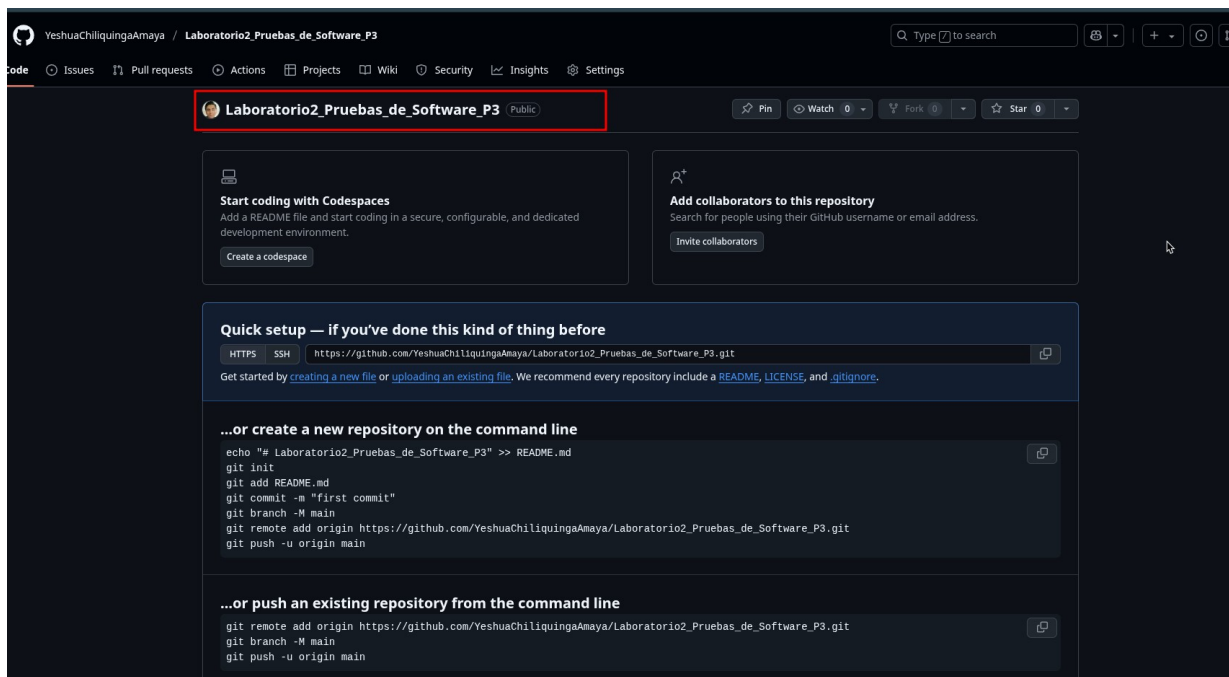 YeshuaChiliquingaAmaya / Laboratorio2_Pruebas_de_Software_P3
Type / to search
Code Issues Pull requests Actions Projects Wiki Security Insights Settings
Laboratorio2_Pruebas_de_Software_P3 Public
Pin Watch 0 Fork 0 Star 0
Start coding with Codespaces
Add a README file and start coding in a secure, configurable, and dedicated
development environment.
Create a codespace
Add collaborators to this repository
Search for people using their GitHub username or email address.
Invite collaborators
Quick setup — if you’ve done this kind of thing before
HTTPS SSH https://github.com/YeshuaChiliquingaAmaya/Laboratorio2_Pruebas_de_Software_P3.git
Get started by creating a new file or uploading an existing file. We recommend every repository include a README, LICENSE, and .gitignore.
…or create a new repository on the command line
echo "# Laboratorio2_Pruebas_de_Software_P3" >> README.md
git init
git add README.md
git commit -m "first commit"
git branch -M main
git remote add origin https://github.com/YeshuaChiliquingaAmaya/Laboratorio2_Pruebas_de_Software_P3.git
git push -u origin main
…or push an existing repository from the command line
git remote add origin https://github.com/YeshuaChiliquingaAmaya/Laboratorio2_Pruebas_de_Software_P3.git
git branch -M main
git push -u origin main